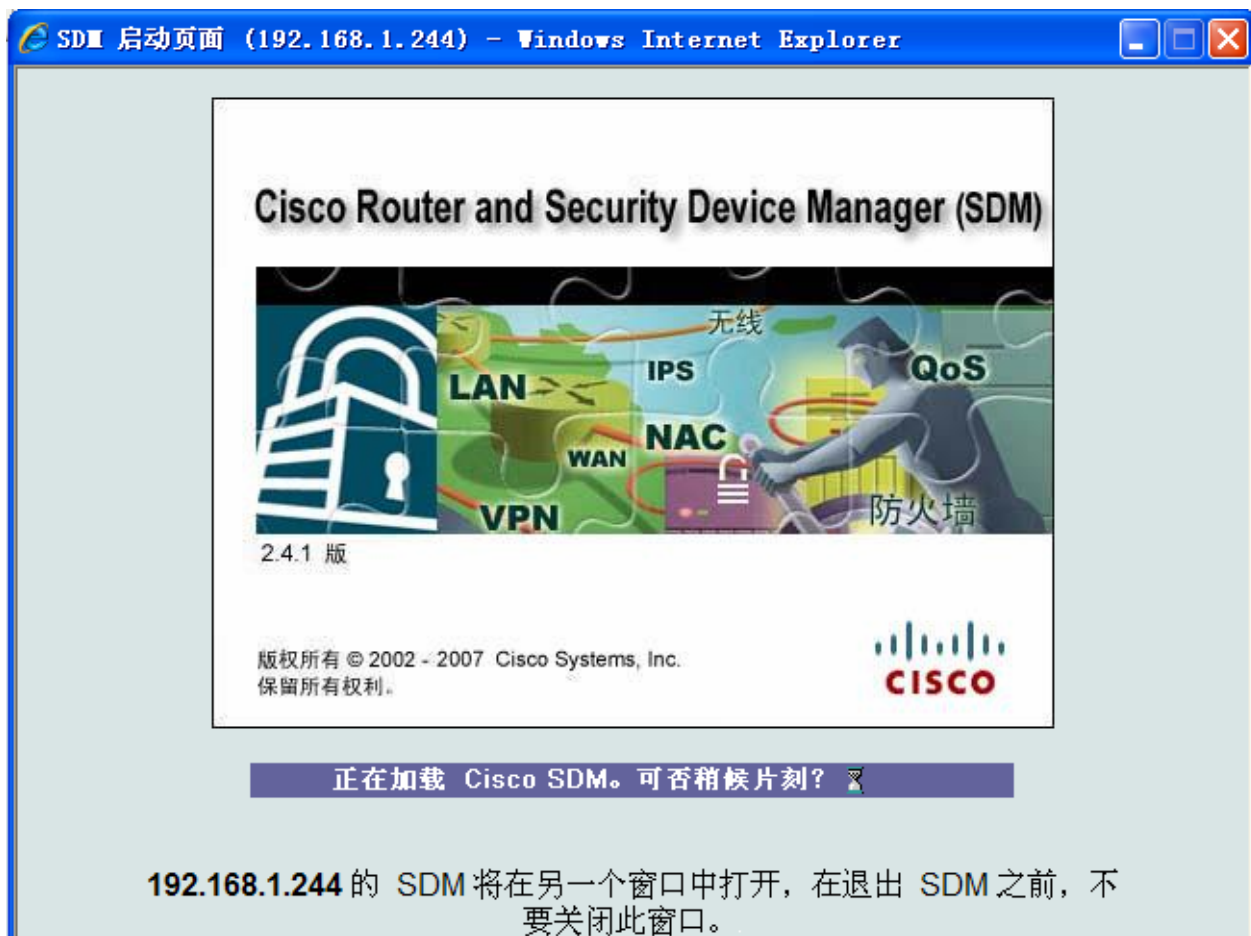 SDM 启动页面 (192.168.1.244) - Windows Internet Explorer
Cisco Router and Security Device Manager (SDM)
无线
IPS
QoS
LAN
NAC
WAN
防火墙
VPN
2.4.1 版
版权所有 © 2002 - 2007 Cisco Systems, Inc.
保留所有权利。
CISCO
正在加载 Cisco SDM。可否稍候片刻?
192.168.1.244 的 SDM 将在另一个窗口中打开，在退出 SDM 之前，不
要关闭此窗口。